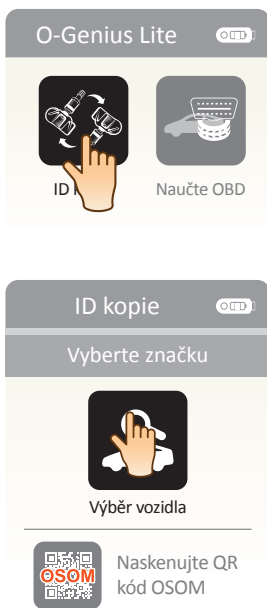 O-Genius Lite
ID
Naučte OBD
ID kopie
Vyberte značku
Výběr vozidla
OSOM
Naskenujte QR
kód OSOM